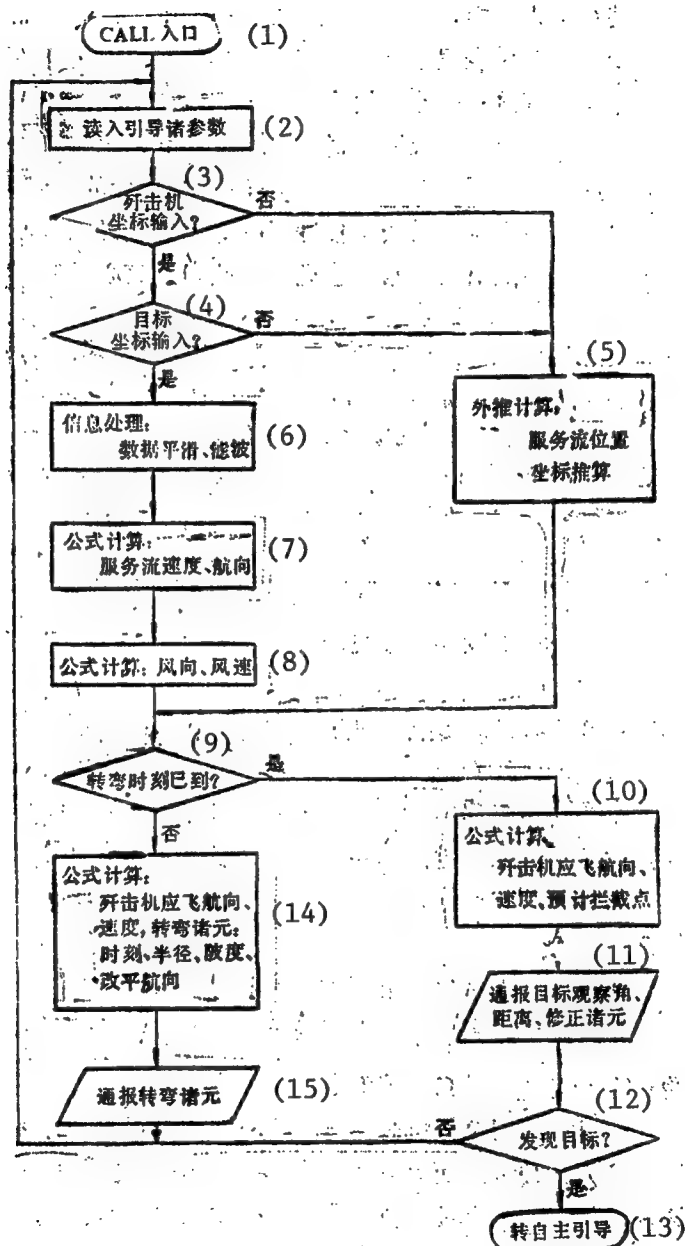 CALL 入口 (1)
读入引导诸参数 (2)
(3)
歼击机
坐标输入?
否
是
(4)
目标
坐标输入?
否
是
(5)
外推计算:
服务流位置
坐标推算
信息处理:
数据平滑、滤波
(6)
公式计算:
服务流速度、航向
(7)
公式计算: 风向、风速 (8)
(9)
转弯时刻已到?
是
否
(10)
公式计算:
歼击机应飞航向、
速度、预计拦截点
公式计算:
歼击机应飞航向、
速度,转弯诸元:
时刻、半径、陂度、
改平航向
(14)
(11)
通报目标观察角、
距离、修正诸元
通报转弯诸元 (15)
(12)
发现目标?
否
是
转自主引导 (13)